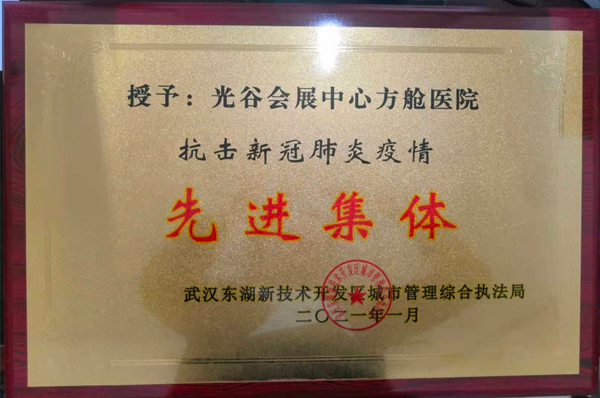 授予：光谷会展中心方舱医院
抗击新冠肺炎疫情
先进集体
武汉东湖新技术开发区城市管理综合执法局
二〇二一年一月